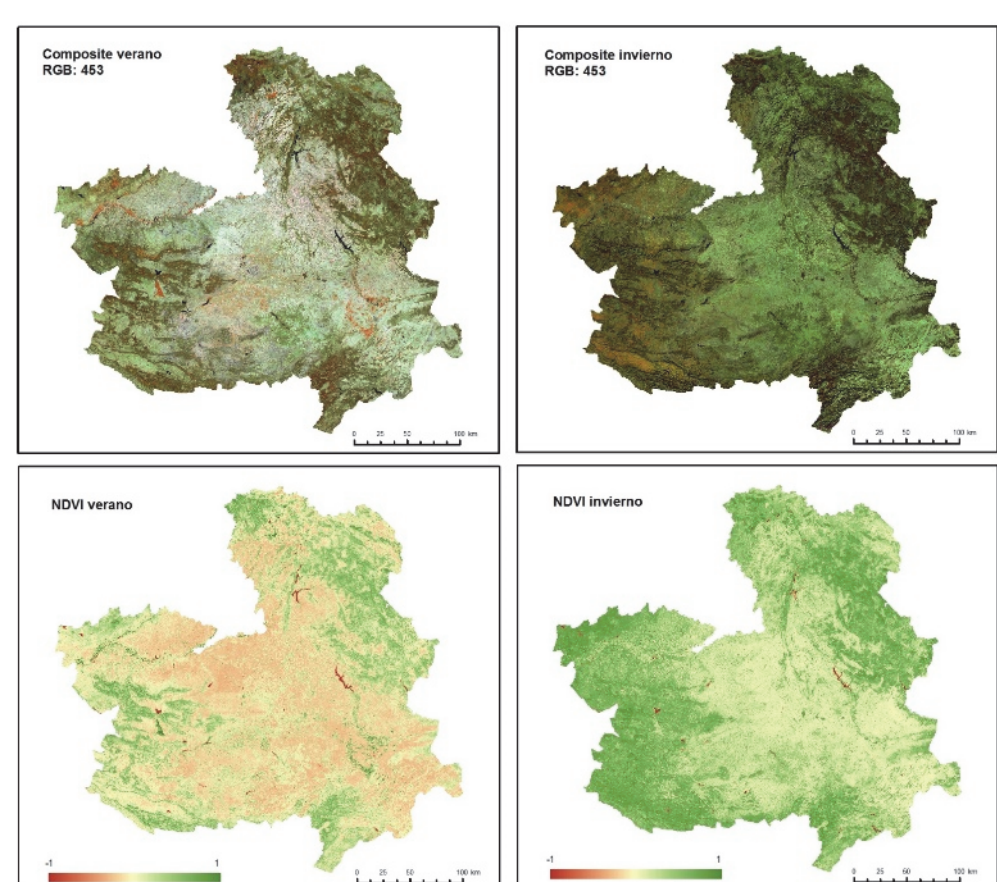 Composite verano
RGB: 453
0 25 50 100 km
Composite invierno
RGB: 453
0 25 50 100 km
NDVI verano
-1 1
0 25 50 100 km
NDVI invierno
-1 1
0 25 50 100 km